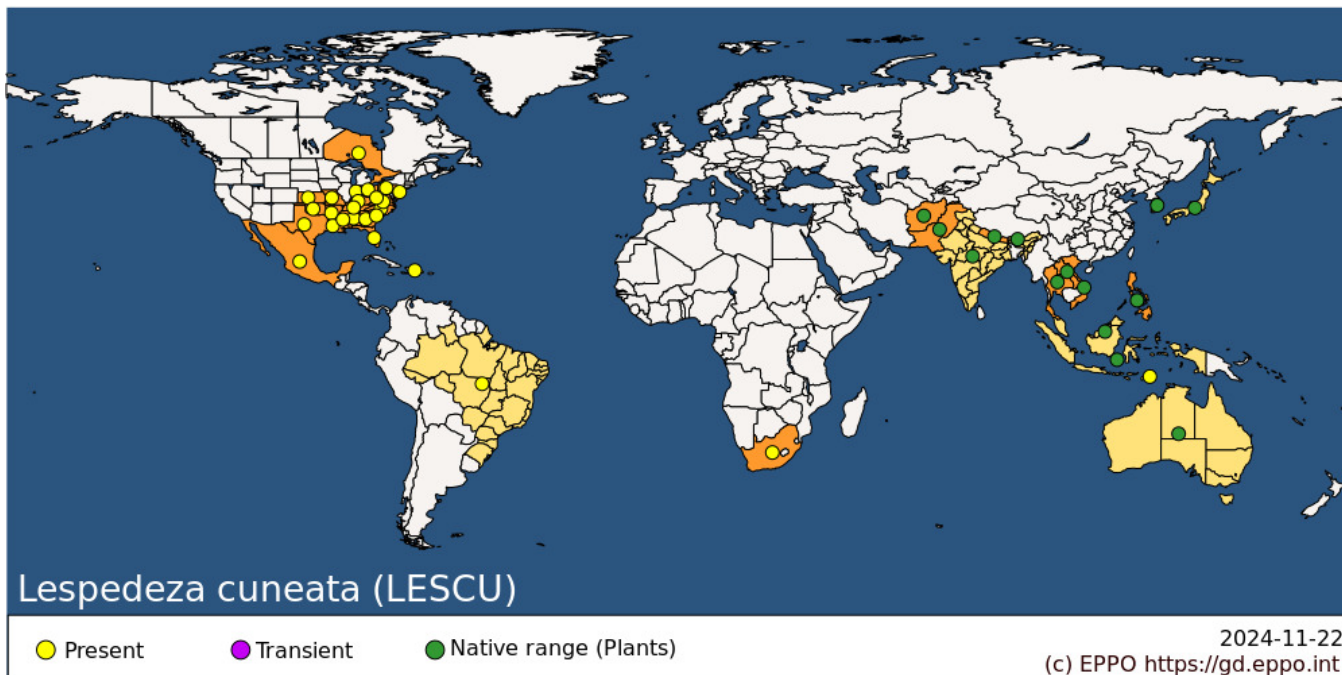 Lespedeza cuneata (LESCU)
Present
Transient
Native range (Plants)
2024-11-22
(c) EPPO https://gd.eppo.int